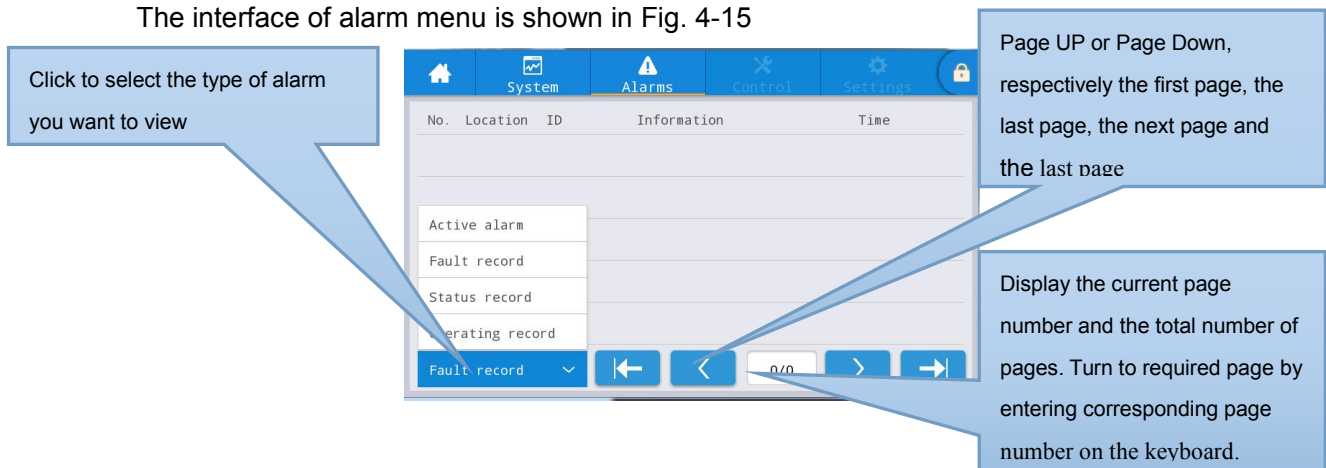 The interface of alarm menu is shown in Fig. 4-15
Click to select the type of alarm
you want to view
Page UP or Page Down,
respectively the first page, the
last page, the next page and
the last page
System
Alarms
Control
Settings
No. Location ID Information Time
Active alarm
Fault record
Status record
Operating record
Fault record
0/0
Display the current page
number and the total number of
pages. Turn to required page by
entering corresponding page
number on the keyboard.